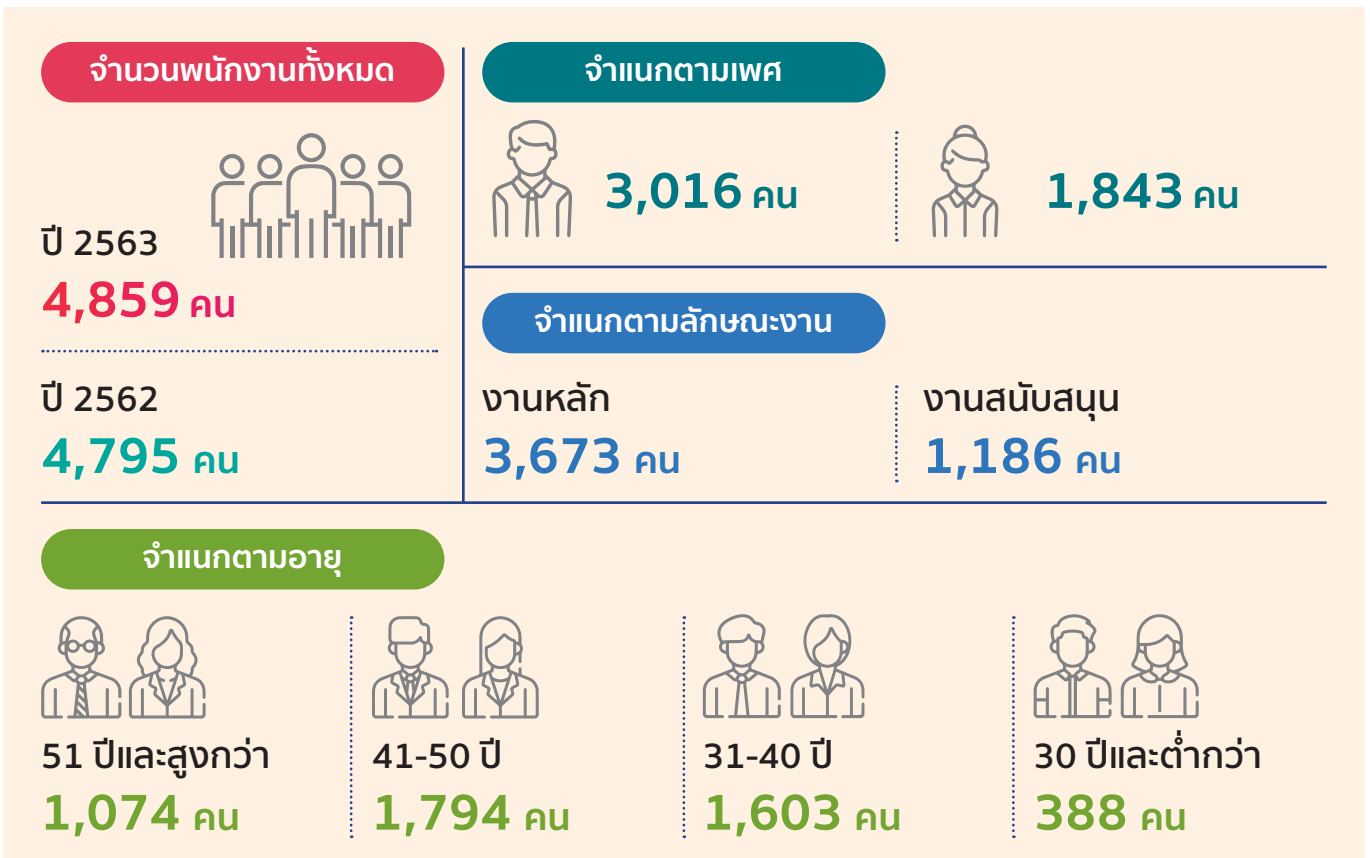 จำนวนพนักงานทั้งหมด
ปี 2563
4,859 คน
ปี 2562
4,795 คน
จำแนกตามเพศ
3,016 คน
1,843 คน
จำแนกตามลักษณะงาน
งานหลัก
3,673 คน
งานสนับสนุน
1,186 คน
จำแนกตามอายุ
51 ปีและสูงกว่า
1,074 คน
41-50 ปี
1,794 คน
31-40 ปี
1,603 คน
30 ปีและต่ำกว่า
388 คน